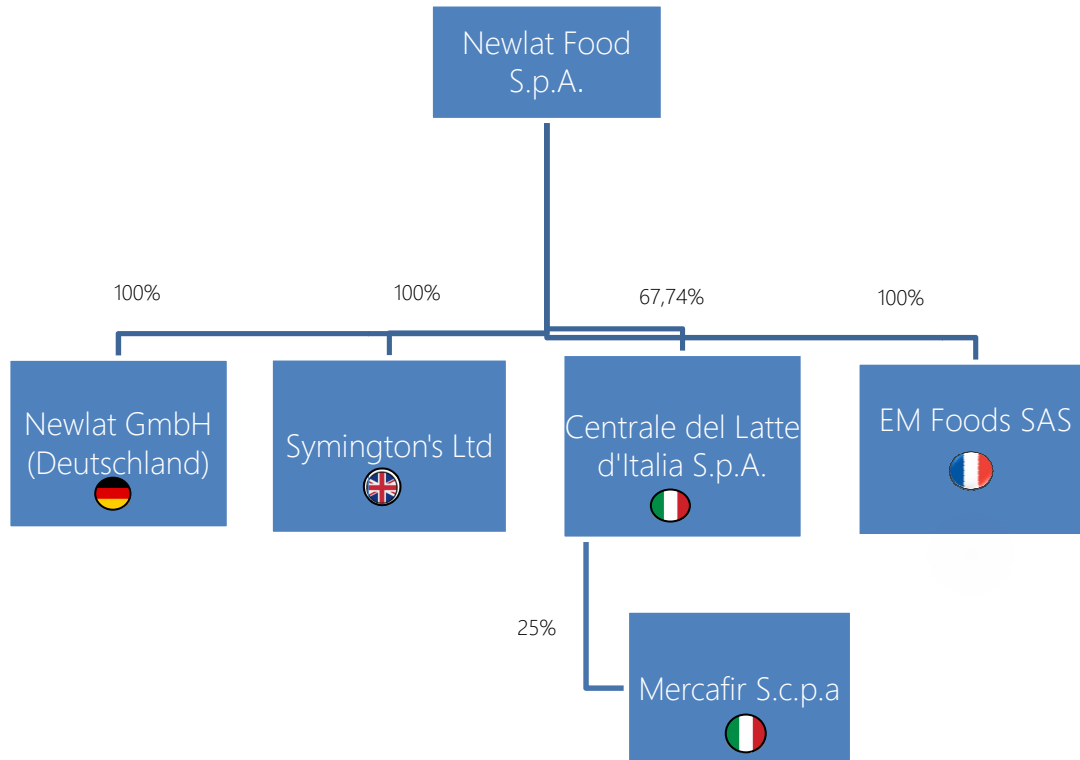 Newlat Food
S.p.A.
100%
100%
67,74%
100%
Newlat GmbH
(Deutschland)
Symington's Ltd
Centrale del Latte
d'Italia S.p.A.
EM Foods SAS
25%
Mercafir S.c.p.a